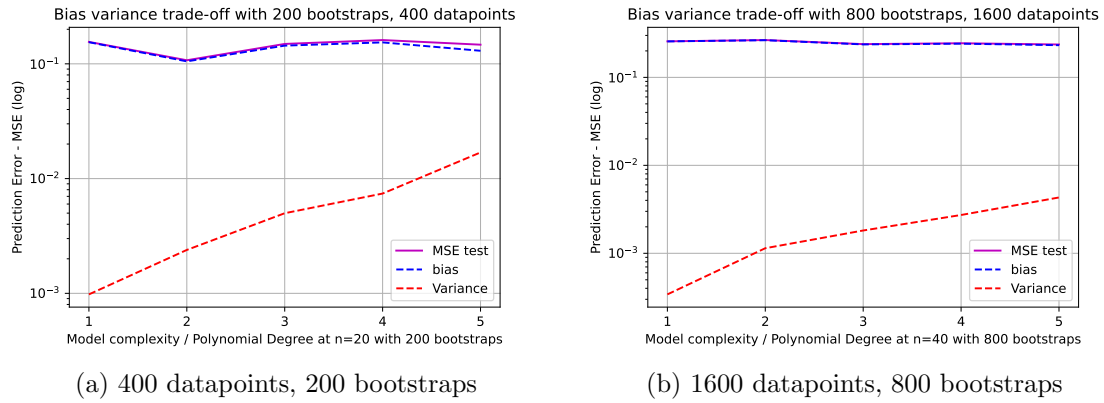 Bias variance trade-off with 200 bootstraps, 400 datapoints
Prediction Error - MSE (log)
10⁻¹
10⁻²
10⁻³
MSE test
bias
Variance
1 2 3 4 5
Model complexity / Polynomial Degree at n=20 with 200 bootstraps
(a) 400 datapoints, 200 bootstraps
Bias variance trade-off with 800 bootstraps, 1600 datapoints
Prediction Error - MSE (log)
10⁻¹
10⁻²
10⁻³
MSE test
bias
Variance
1 2 3 4 5
Model complexity / Polynomial Degree at n=40 with 800 bootstraps
(b) 1600 datapoints, 800 bootstraps